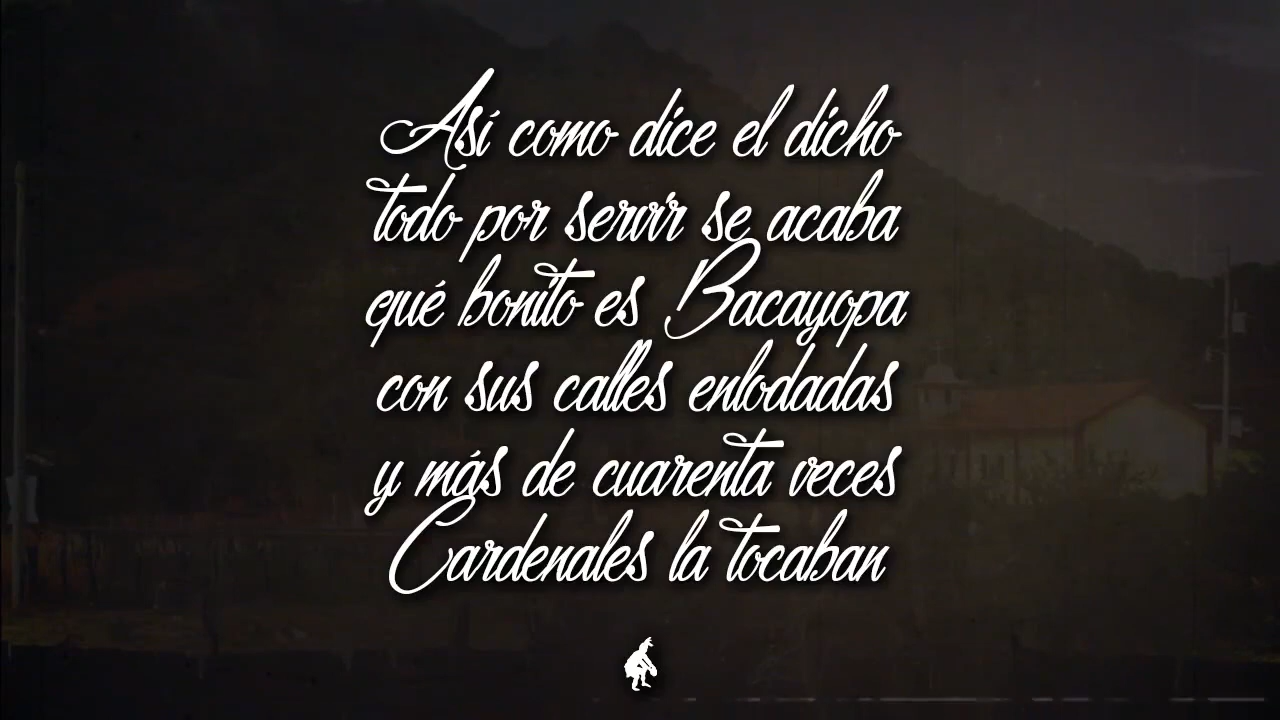 Así como dice el dicho
todo por servir se acaba
qué bonito es Bacayopa
con sus calles enlodadas
y más de cuarenta veces
Cardenales la tocaban